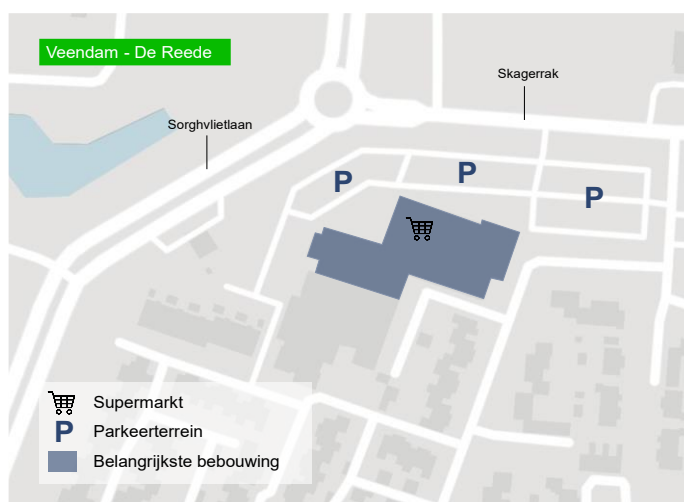 Veendam - De Reede
Skagerrak
Sorghvlietlaan
P
P
P
Supermarkt
P Parkeerterrein
Belangrijkste bebouwing